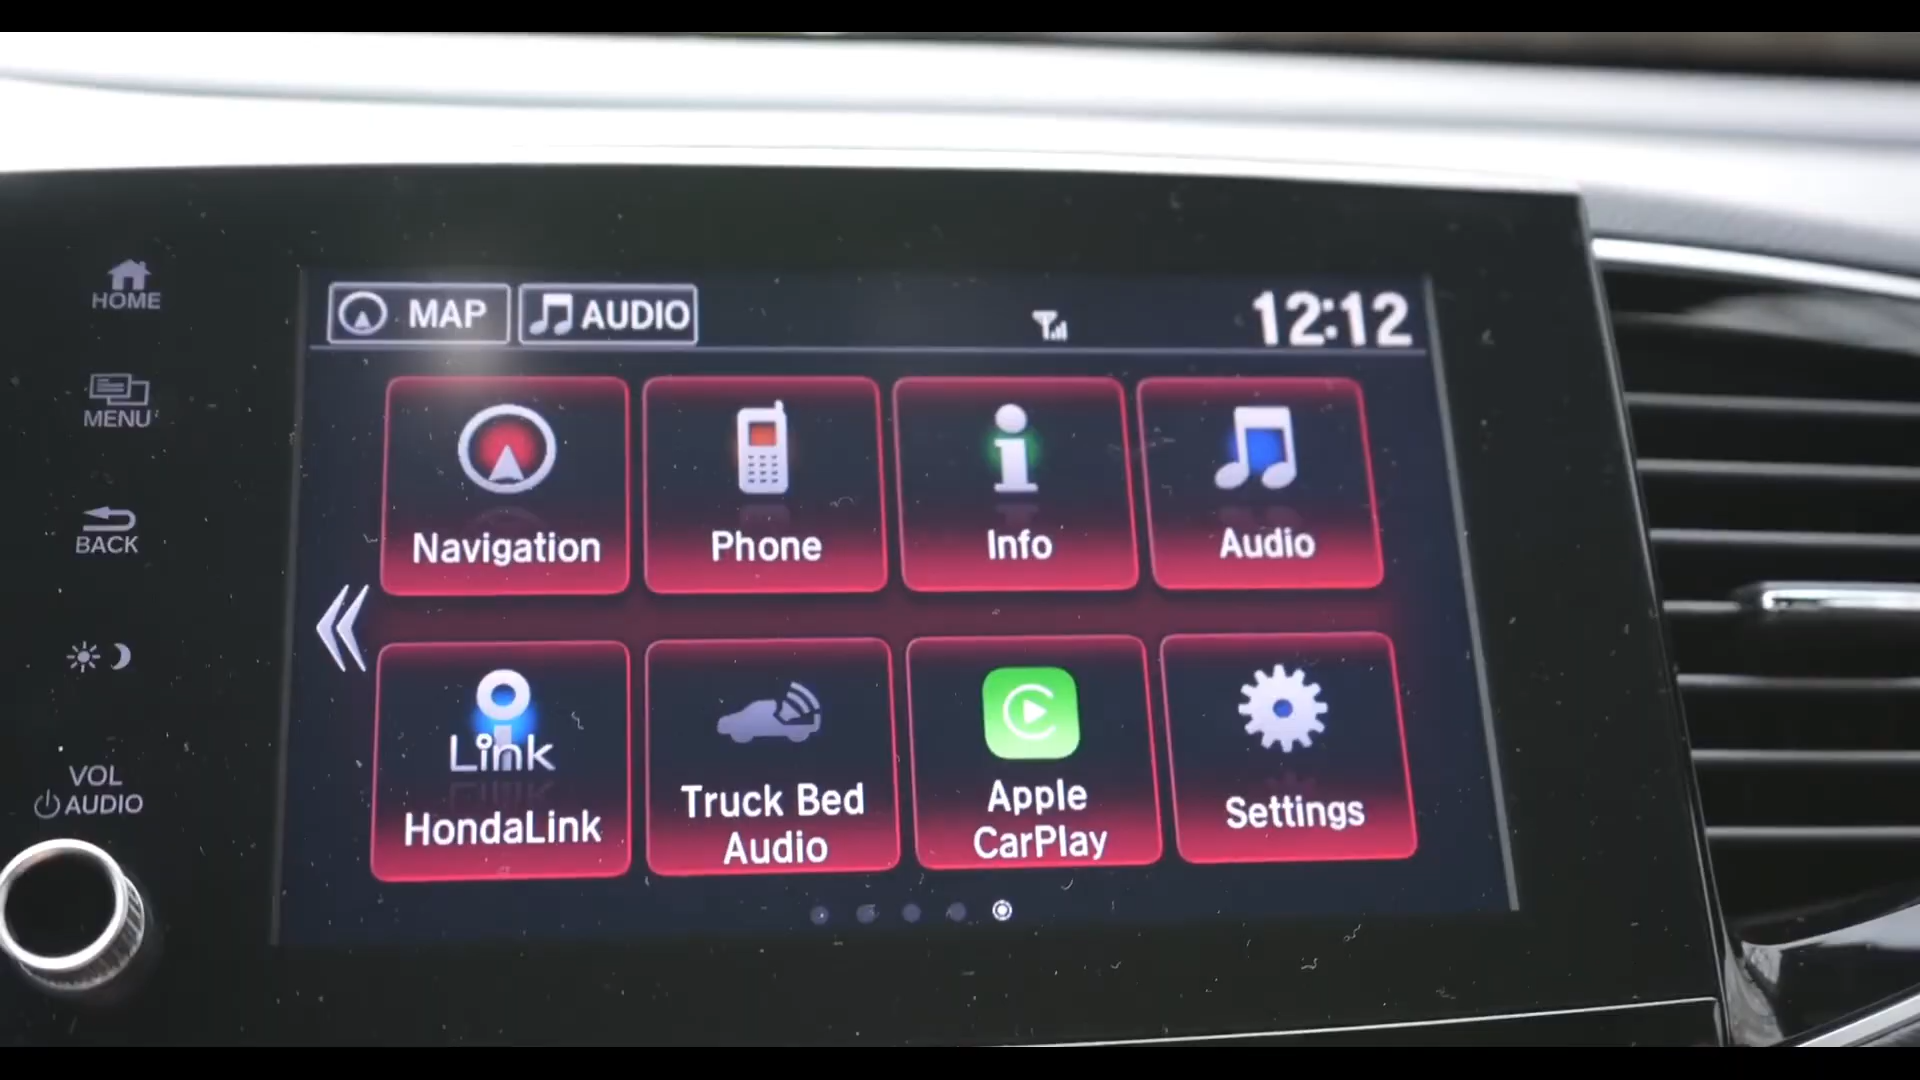 HOME
MENU
BACK
VOL
AUDIO
MAP
AUDIO
12:12
Navigation
Phone
Info
Audio
Link
HondaLink
Truck Bed
Audio
Apple
CarPlay
Settings